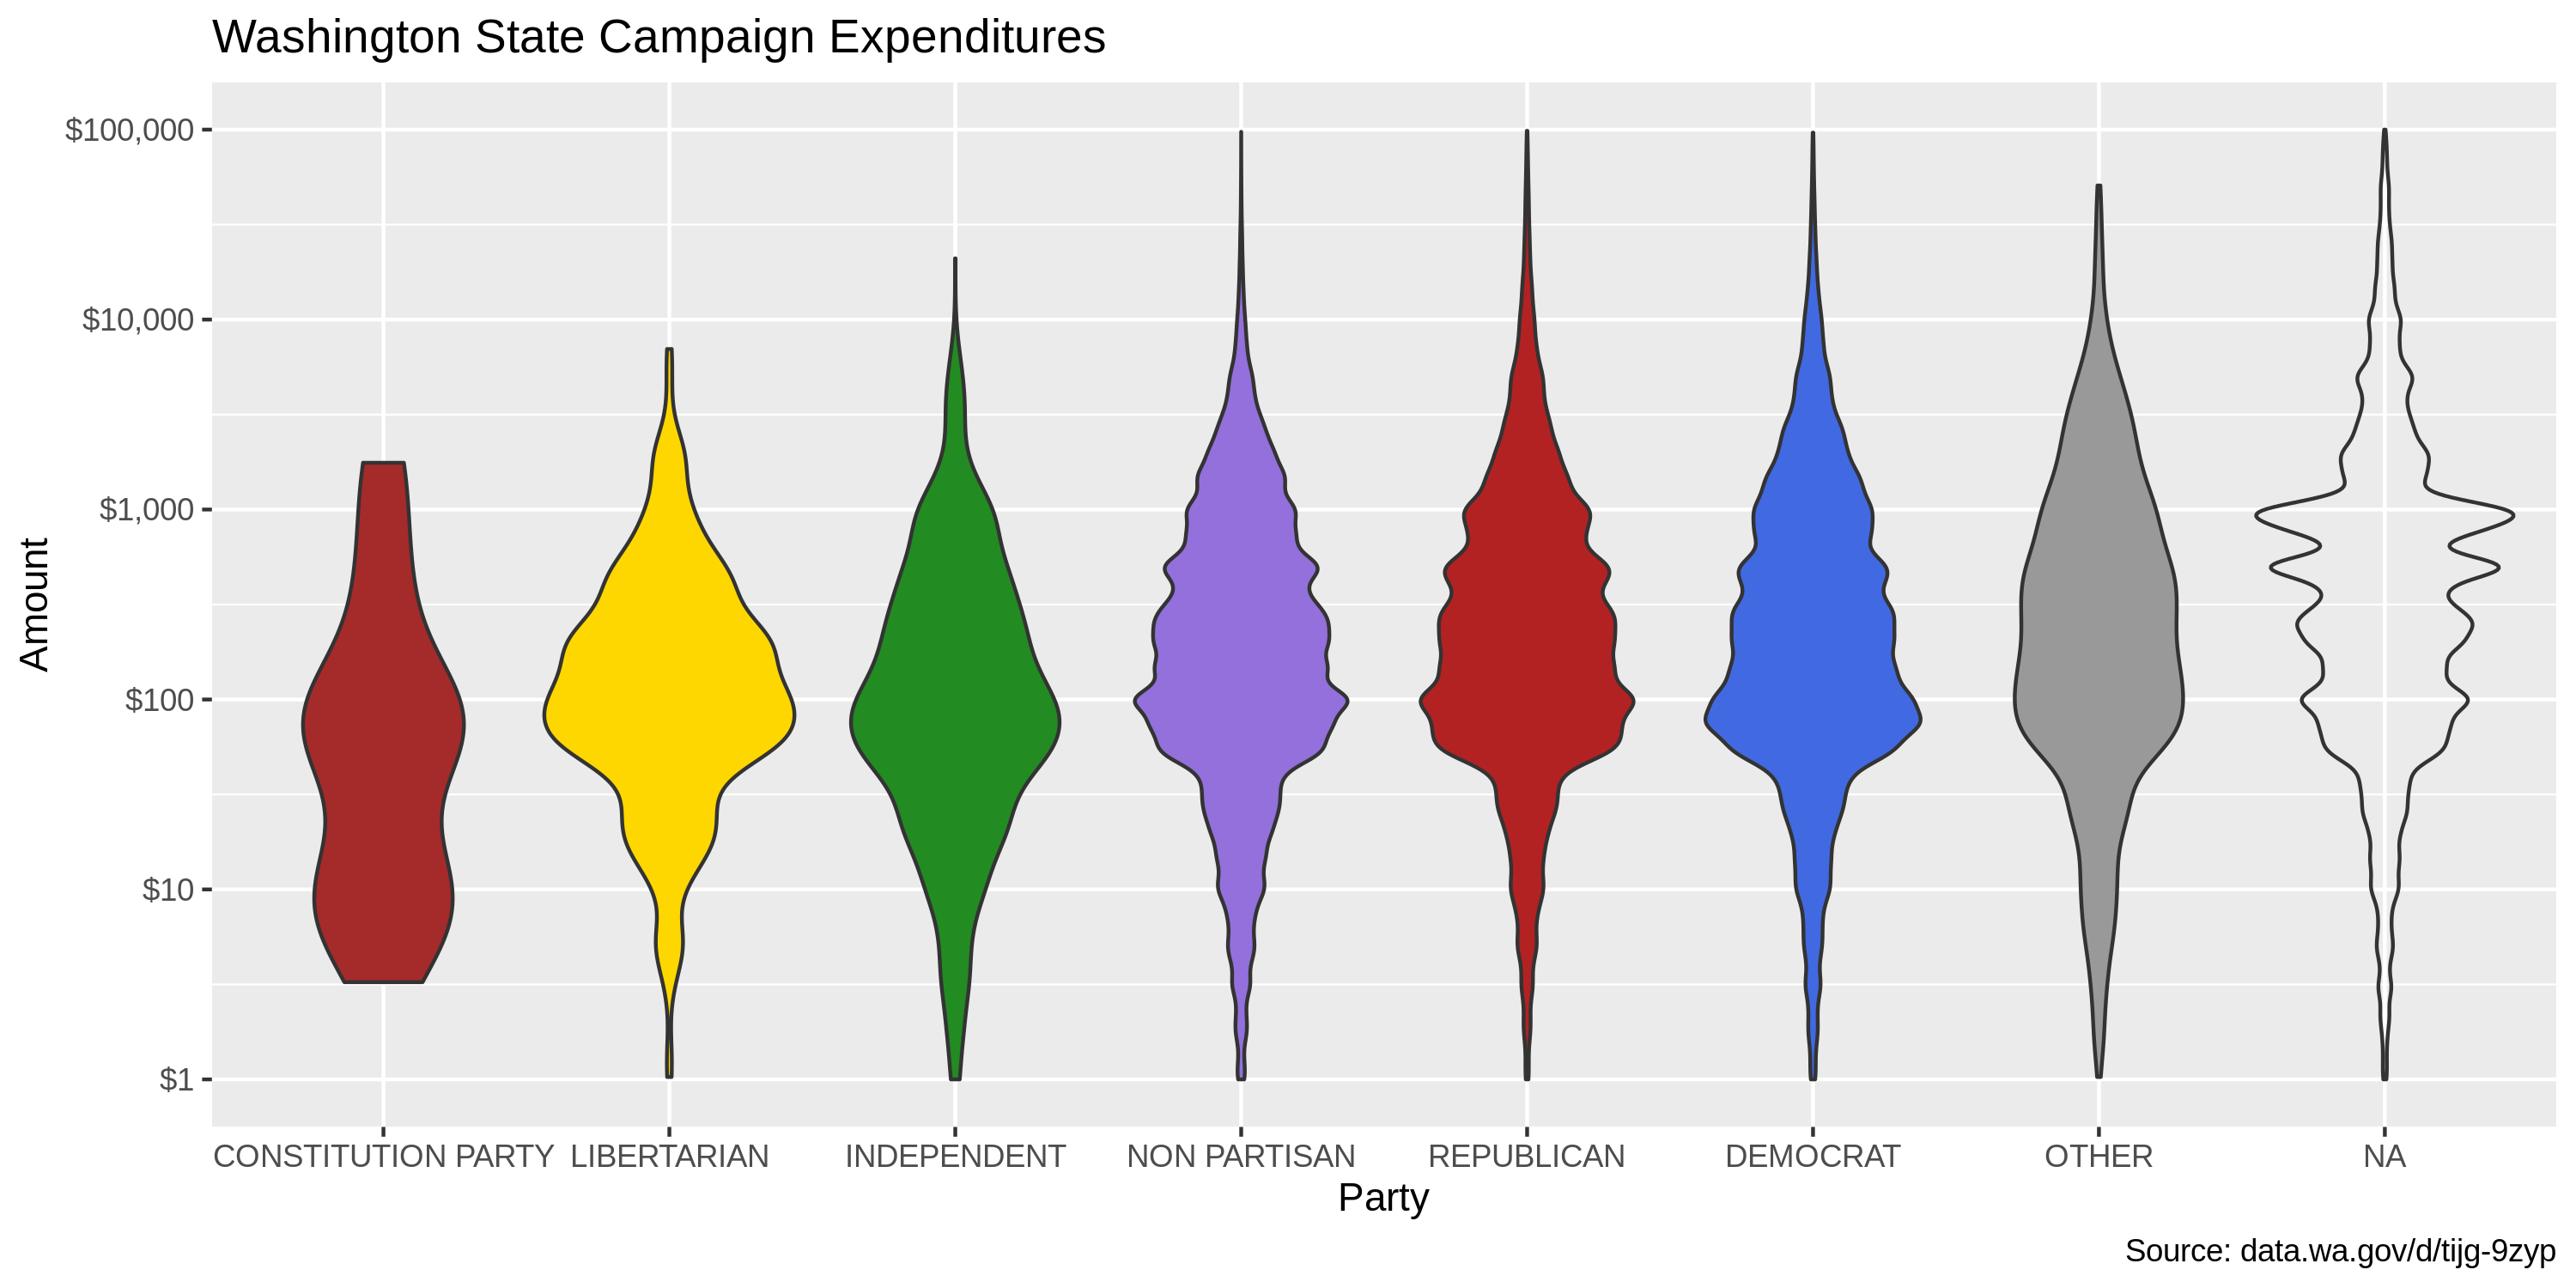 Washington State Campaign Expenditures
$100,000
$10,000
$1,000
$100
$10
$1
Amount
CONSTITUTION PARTY LIBERTARIAN INDEPENDENT NON PARTISAN REPUBLICAN DEMOCRAT OTHER NA
Party
Source: data.wa.gov/d/tijg-9zyp